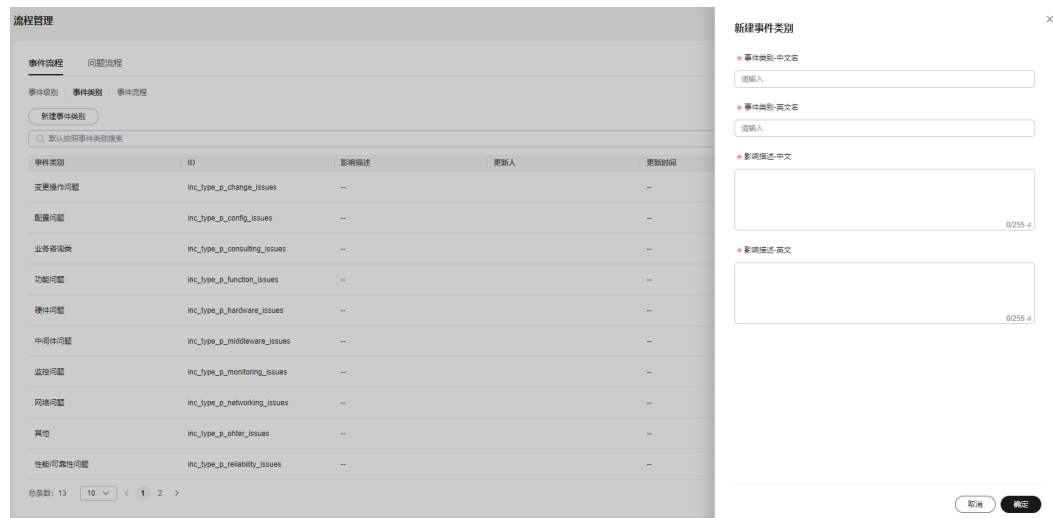 流程管理
事件流程 问题流程
事件级别 事件类别 事件流程
新建事件类别
默认按照事件类别搜索
事件类别 ID 影响描述 更新人 更新时间
变更操作问题 inc_type_p_change_issues -- --
配置问题 inc_type_p_config_issues -- --
业务咨询类 inc_type_p_consulting_issues -- --
功能问题 inc_type_p_function_issues -- --
硬件问题 inc_type_p_hardware_issues -- --
中间件问题 inc_type_p_middleware_issues -- --
监控问题 inc_type_p_monitoring_issues -- --
网络问题 inc_type_p_networking_issues -- --
其他 inc_type_p_ohter_issues -- --
性能/可靠性问题 inc_type_p_reliability_issues -- --
总条数: 13 10 < 1 2 >
新建事件类别
* 事件类别-中文名
请输入
* 事件类别-英文名
请输入
* 影响描述-中文
0/255
* 影响描述-英文
0/255
取消 确定